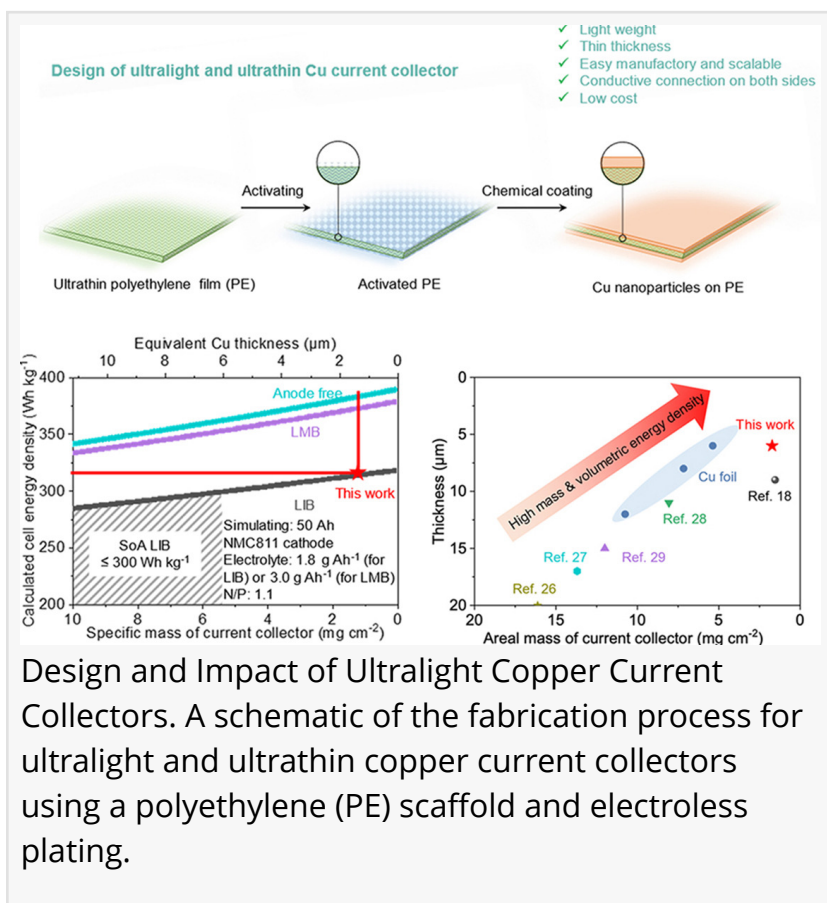 ✓ Light weight
✓ Thin thickness
✓ Easy manufactory and scalable
✓ Conductive connection on both sides
✓ Low cost
Design of ultralight and ultrathin Cu current collector
Activating
Chemical coating
Ultrathin polyethylene film (PE)
Activated PE
Cu nanoparticles on PE
Equivalent Cu thickness (μm)
10 8 6 4 2 0
Calculated cell energy density (Wh kg⁻¹)
400
350
300
250
200
Anode free
LMB
LIB
This work
SoA LIB
≤ 300 Wh kg⁻¹
Simulating: 50 Ah
NMC811 cathode
Electrolyte: 1.8 g Ah⁻¹ (for
LIB) or 3.0 g Ah⁻¹ (for LMB)
N/P: 1.1
10 8 6 4 2 0
Specific mass of current collector (mg cm⁻²)
Thickness (μm)
0
5
10
15
20
High mass & volumetric energy density
This work
Cu foil
Ref. 18
Ref. 28
Ref. 29
Ref. 27
Ref. 26
20 15 10 5 0
Areal mass of current collector (mg cm⁻²)
Design and Impact of Ultralight Copper Current
Collectors. A schematic of the fabrication process for
ultralight and ultrathin copper current collectors
using a polyethylene (PE) scaffold and electroless
plating.